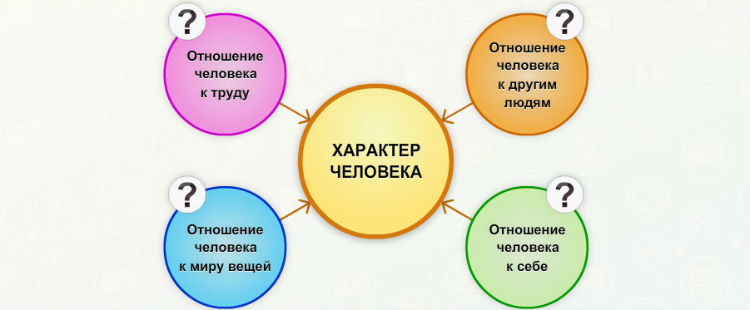 ?
Отношение
человека
к труду
?
Отношение
человека
к другим
людям
ХАРАКТЕР
ЧЕЛОВЕКА
?
Отношение
человека
к миру вещей
?
Отношение
человека
к себе